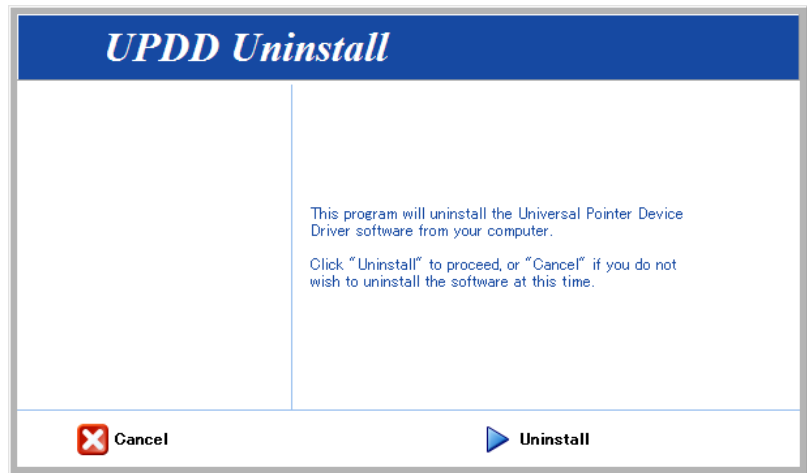 UPDD Uninstall
This program will uninstall the Universal Pointer Device
Driver software from your computer.
Click "Uninstall" to proceed, or "Cancel" if you do not
wish to uninstall the software at this time.
Cancel
Uninstall